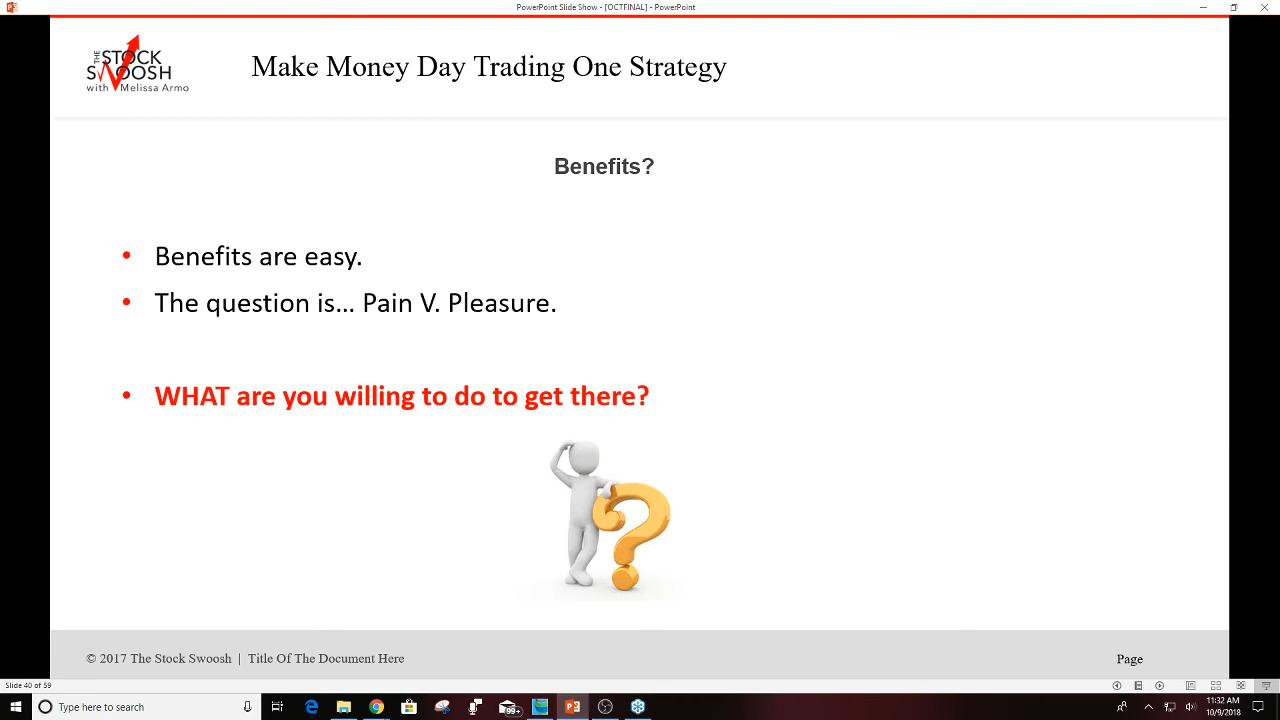 PowerPoint Slide Show - [OCTFINAL] - PowerPoint
THE STOCK
SWOOSH
with Melissa Armo
Make Money Day Trading One Strategy
Benefits?
• Benefits are easy.
• The question is... Pain V. Pleasure.
• WHAT are you willing to do to get there?
© 2017 The Stock Swoosh | Title Of The Document Here
Page
Slide 40 of 59
Type here to search
99+
11:32 AM
10/9/2018